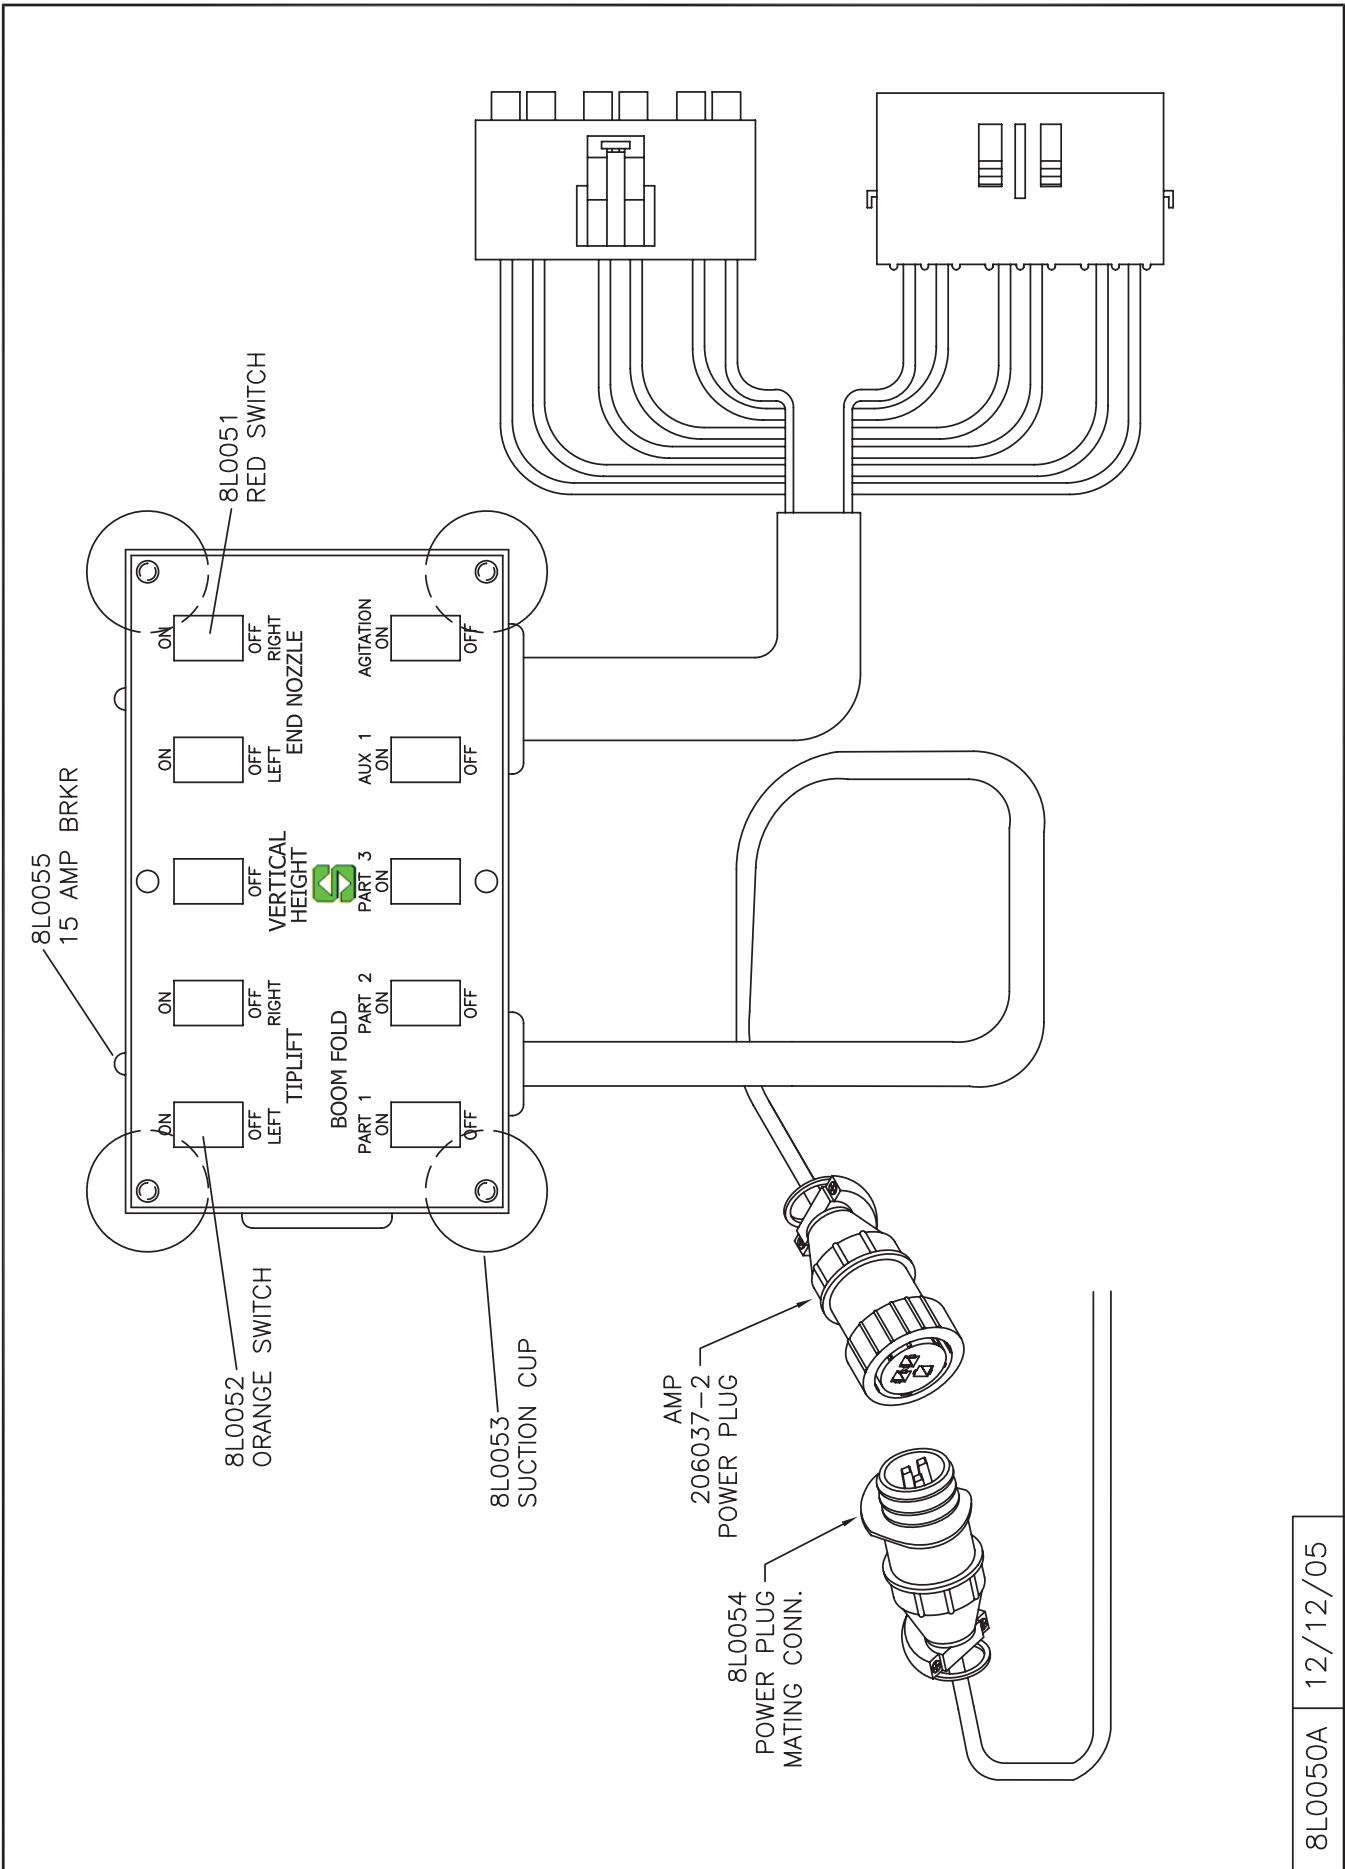 8L0055
15 AMP BRKR
8L0052
ORANGE SWITCH
8L0051
RED SWITCH
ON
ON
ON
ON
OFF
OFF
OFF
OFF
OFF
LEFT
RIGHT
LEFT
RIGHT
TIPLIFT
VERTICAL
HEIGHT
END NOZZLE
BOOM FOLD
PART 1
PART 2
PART 3
AUX 1
AGITATION
ON
ON
ON
ON
ON
OFF
OFF
OFF
OFF
8L0053
SUCTION CUP
AMP
206037-2
POWER PLUG
8L0054
POWER PLUG
MATING CONN.
8L0050A
12/12/05